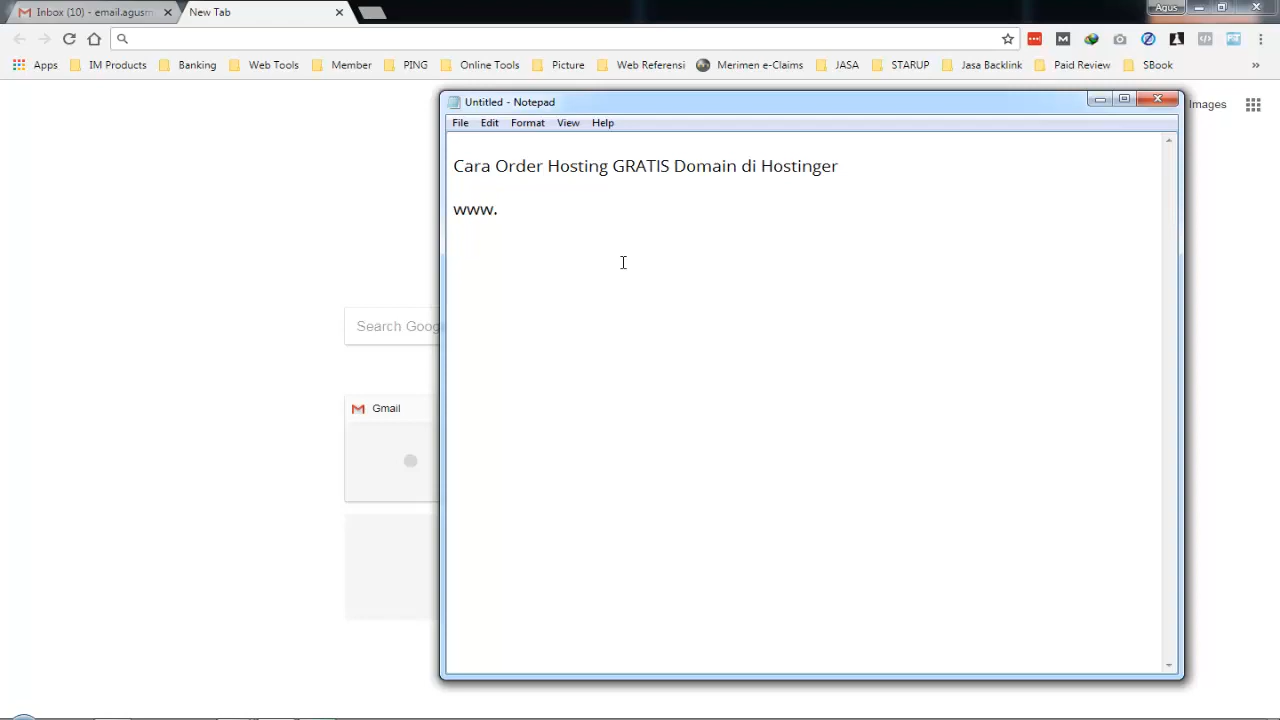 Inbox (10) - email.agusm
New Tab
Agus
Apps
IM Products
Banking
Web Tools
Member
PING
Online Tools
Picture
Web Referensi
Merimen e-Claims
JASA
STARUP
Jasa Backlink
Paid Review
SBook
»
Untitled - Notepad
Images
File Edit Format View Help
Cara Order Hosting GRATIS Domain di Hostinger
www.
Search Goog
Gmail